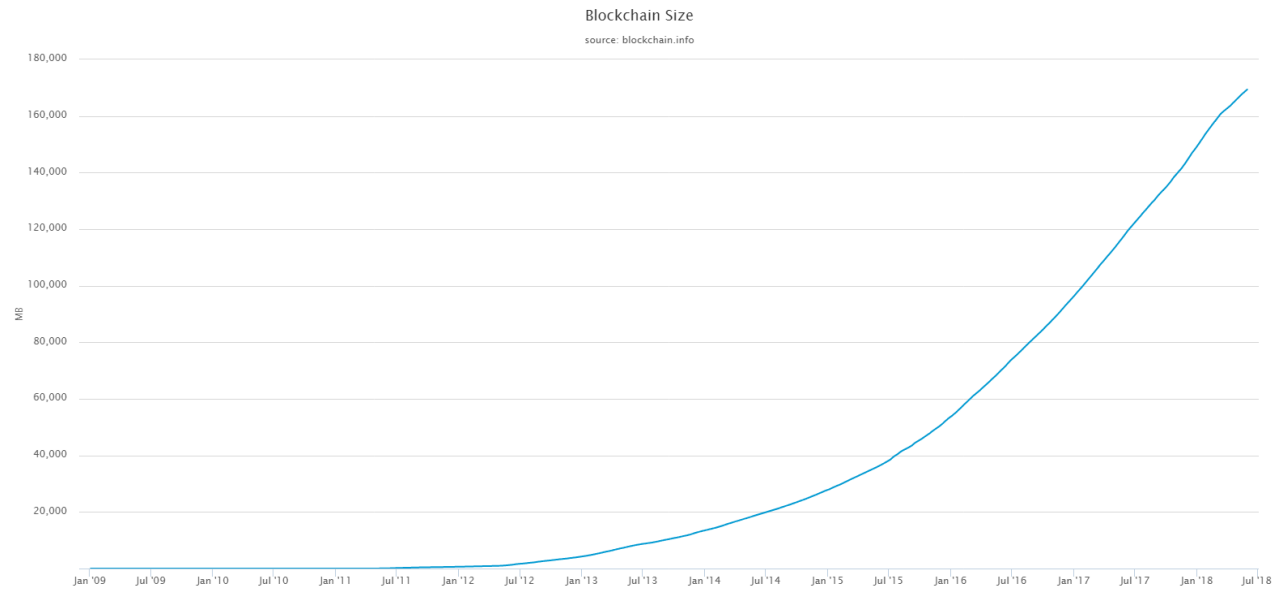 Blockchain Size
source: blockchain.info
180,000
160,000
140,000
120,000
100,000
80,000
60,000
40,000
20,000
MB
Jan '09 Jul '09 Jan '10 Jul '10 Jan '11 Jul '11 Jan '12 Jul '12 Jan '13 Jul '13 Jan '14 Jul '14 Jan '15 Jul '15 Jan '16 Jul '16 Jan '17 Jul '17 Jan '18 Jul '18